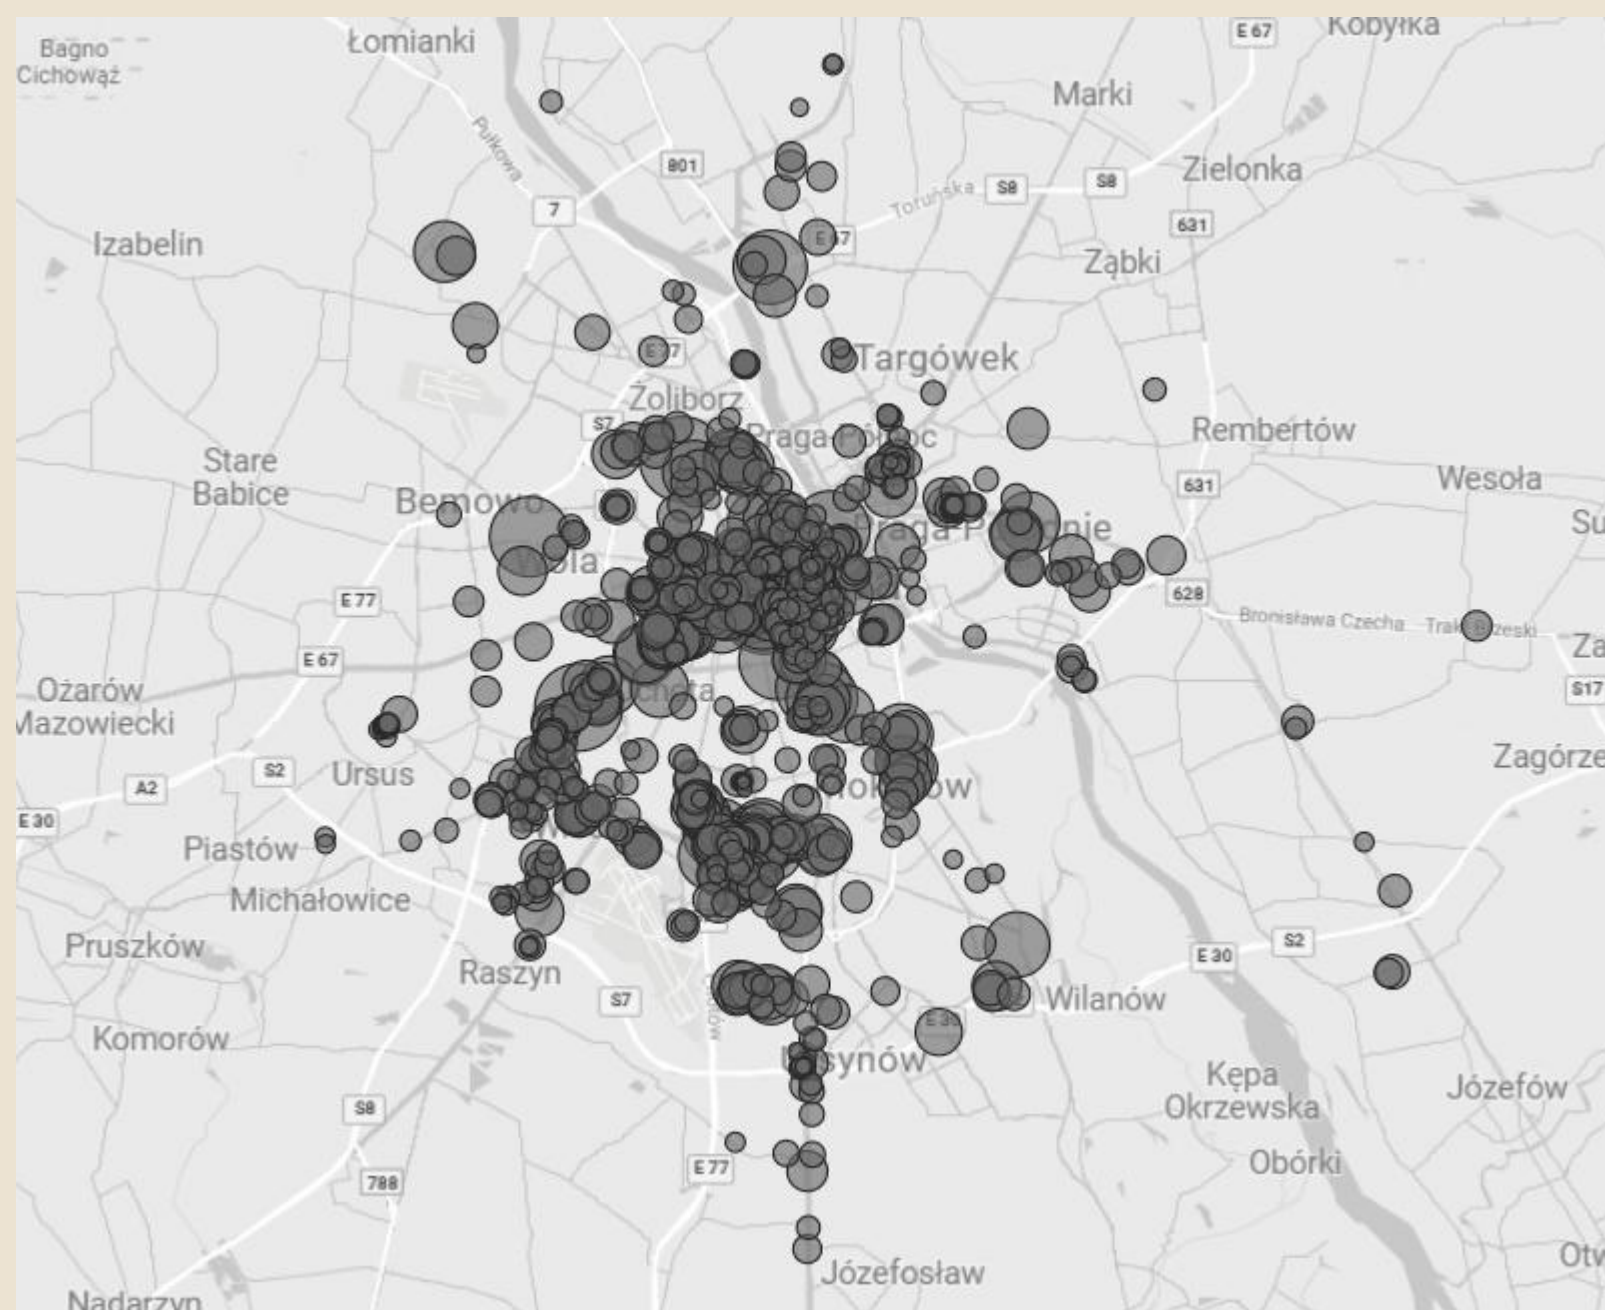 Łomianki
E 67
Kobyłka
Bagno
Cichowąż
Marki
Pułkowa
801
Zielonka
Toruńska
S8
S8
7
631
Izabelin
E 67
Ząbki
Targówek
Żoliborz
S7
Rembertów
Stare
Babice
Wesoła
631
Bemowo
E 77
628
Bronisława Czecha
E 67
Ożarów
Mazowiecki
S17
S2
Ursus
A2
Zagórze
E 30
Piastów
Michałowice
Pruszków
S2
E 30
Raszyn
S7
Wilanów
Komorów
Kępa
Okrzewska
Józefów
S8
Obórki
E 77
788
Józefosław
Nadarzyn